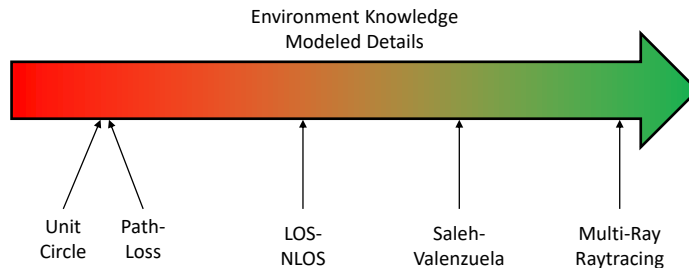 Environment Knowledge
Modeled Details
Unit
Circle
Path-
Loss
LOS-
NLOS
Saleh-
Valenzuela
Multi-Ray
Raytracing